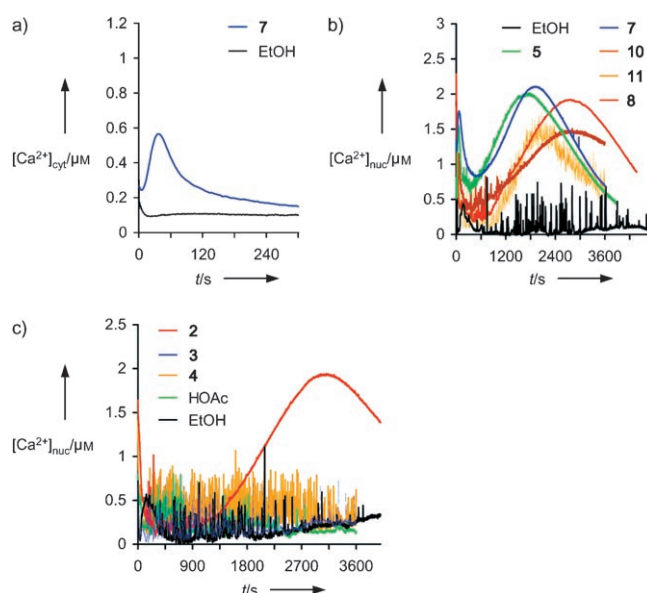 a)
7
EtOH
1.2
1
0.8
0.6
0.4
0.2
0
[Ca²⁺]cyt/μM
0 120 240
t/s
b)
EtOH
5
7
10
11
8
3
2.5
2
1.5
1
0.5
0
[Ca²⁺]nuc/μM
0 1200 2400 3600
t/s
c)
2
3
4
HOAc
EtOH
2.5
2
1.5
1
0.5
0
[Ca²⁺]nuc/μM
0 900 1800 2700 3600
t/s